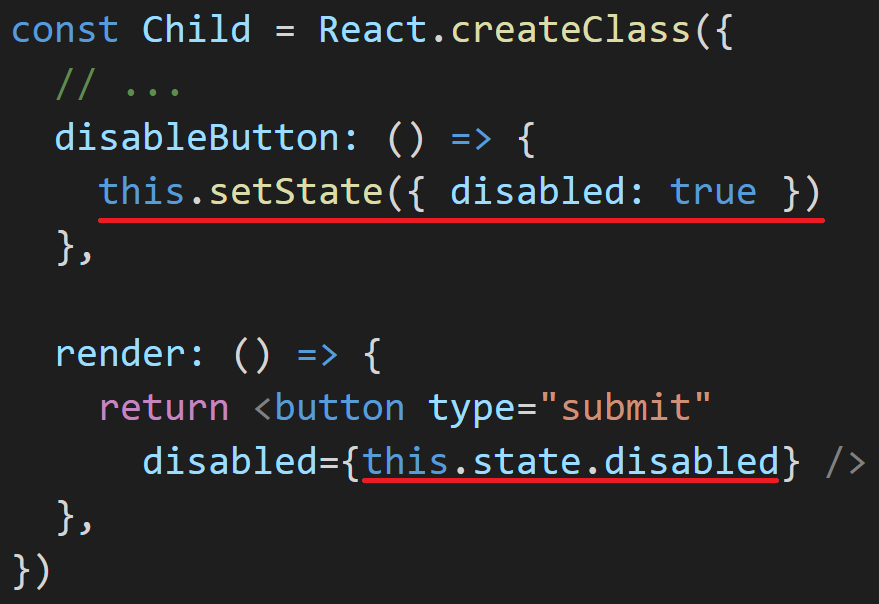 const Child = React.createClass({
  // ...
  disableButton: () => {
    this.setState({ disabled: true })
  },

  render: () => {
    return <button type="submit"
      disabled={this.state.disabled} />
  },
})